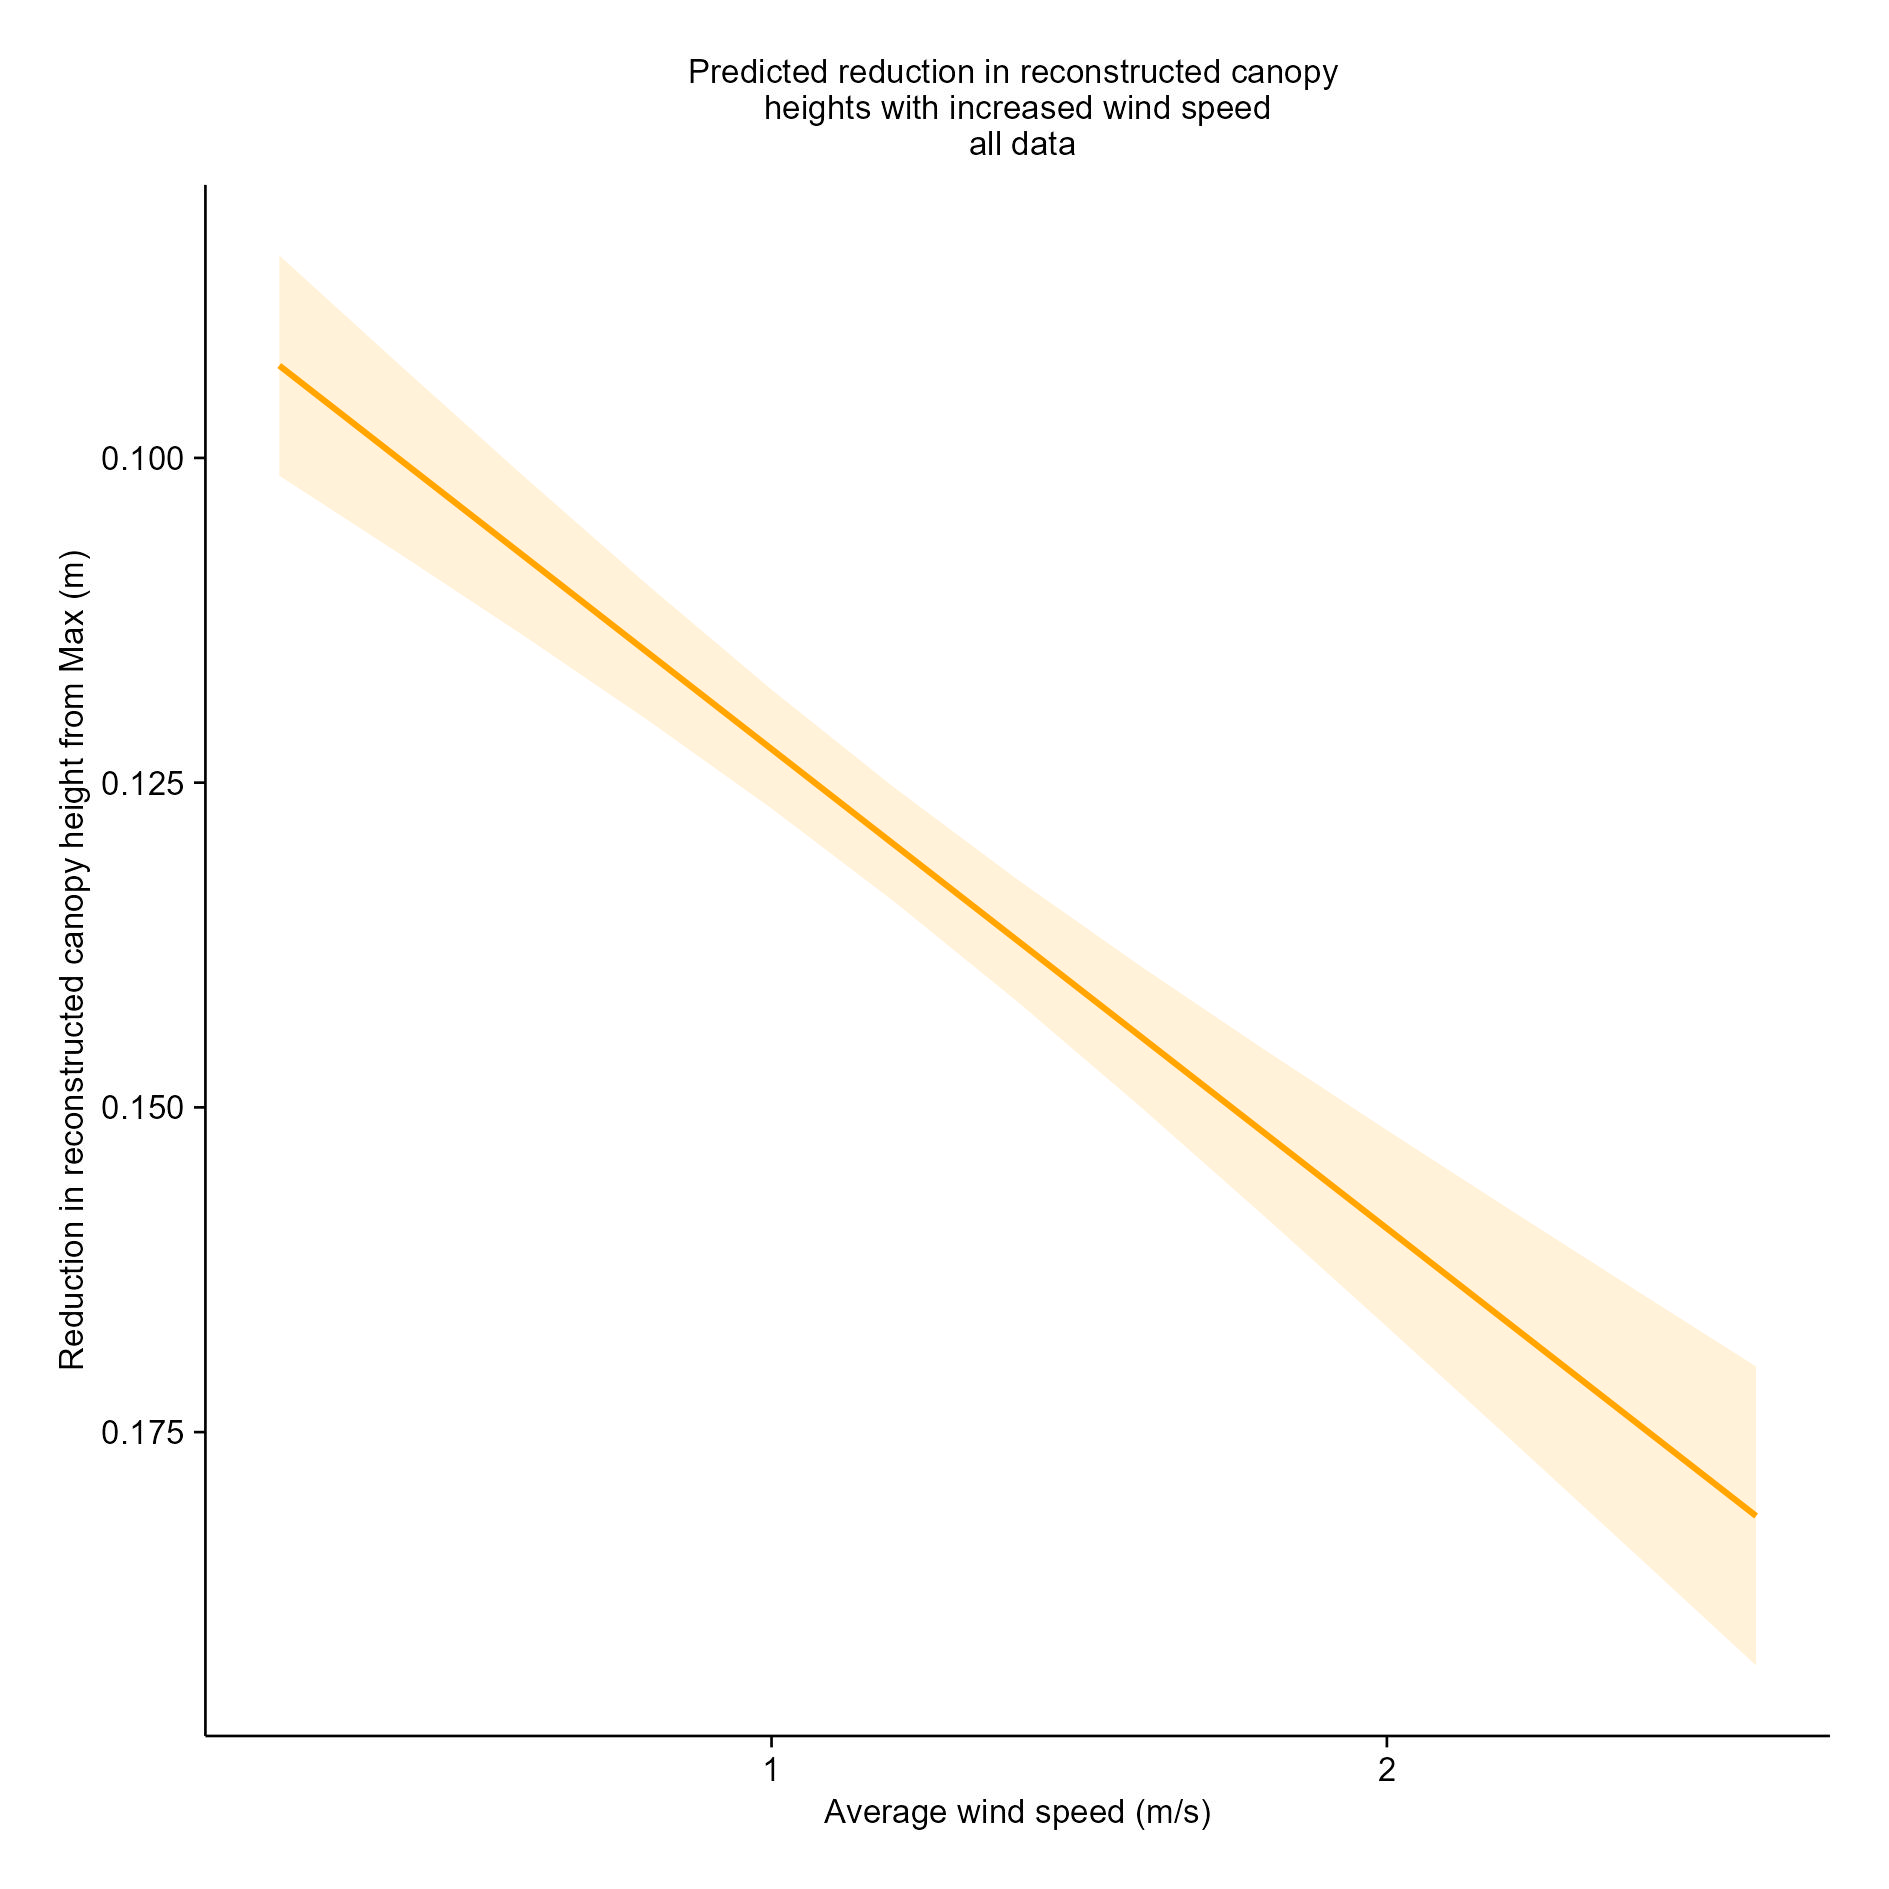 Predicted reduction in reconstructed canopy
heights with increased wind speed
all data
Reduction in reconstructed canopy height from Max (m)
0.100
0.125
0.150
0.175
1
2
Average wind speed (m/s)